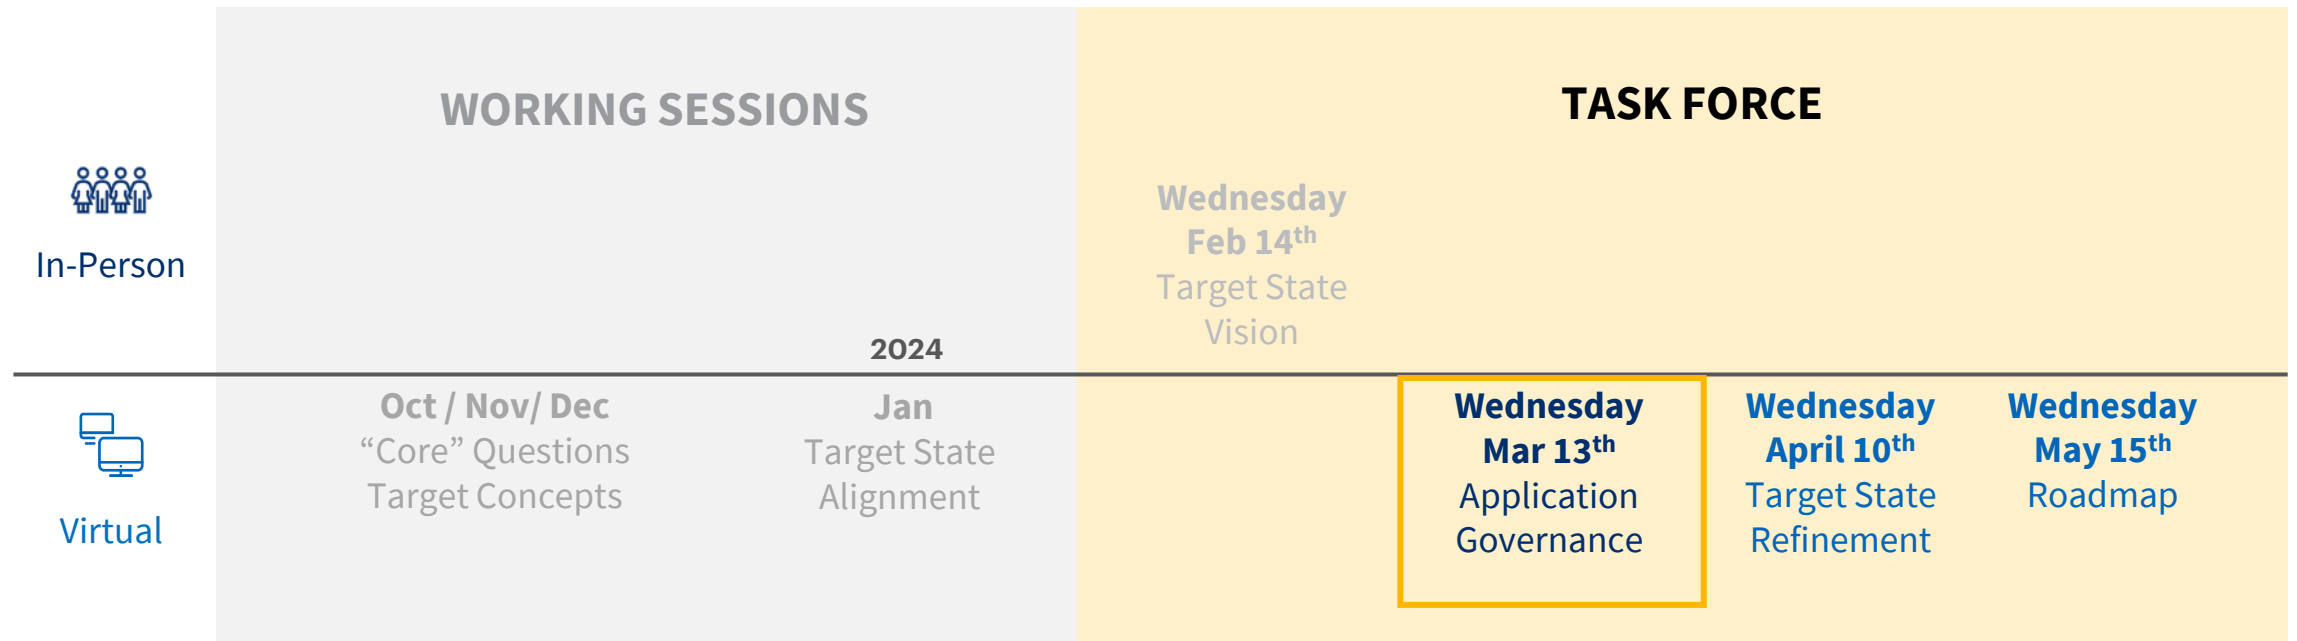 WORKING SESSIONS
TASK FORCE
In-Person
Wednesday
Feb 14th
Target State
Vision
2024
Virtual
Oct / Nov/ Dec
“Core” Questions
Target Concepts
Jan
Target State
Alignment
Wednesday
Mar 13th
Application
Governance
Wednesday
April 10th
Target State
Refinement
Wednesday
May 15th
Roadmap